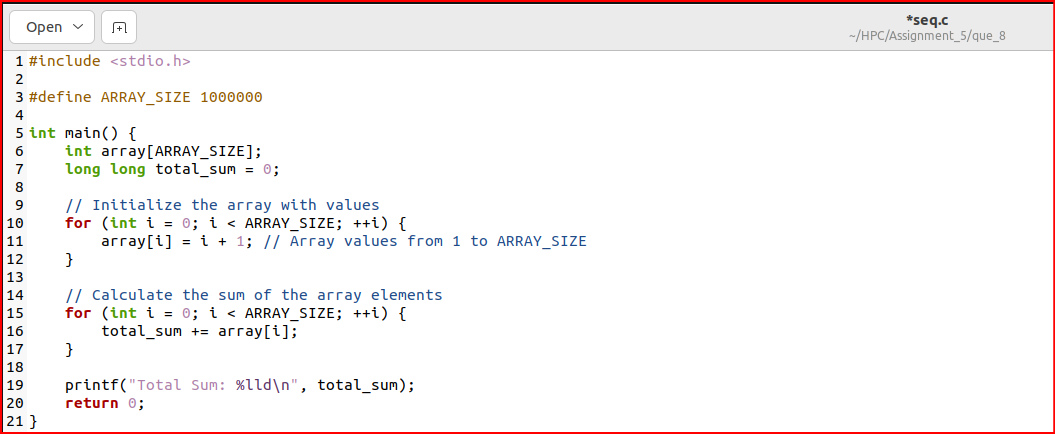 Open
*seq.c
~/HPC/Assignment_5/que_8
1 #include <stdio.h>
2
3 #define ARRAY_SIZE 1000000
4
5 int main() {
6     int array[ARRAY_SIZE];
7     long long total_sum = 0;
8
9     // Initialize the array with values
10     for (int i = 0; i < ARRAY_SIZE; ++i) {
11         array[i] = i + 1; // Array values from 1 to ARRAY_SIZE
12     }
13
14     // Calculate the sum of the array elements
15     for (int i = 0; i < ARRAY_SIZE; ++i) {
16         total_sum += array[i];
17     }
18
19     printf("Total Sum: %lld\n", total_sum);
20     return 0;
21 }